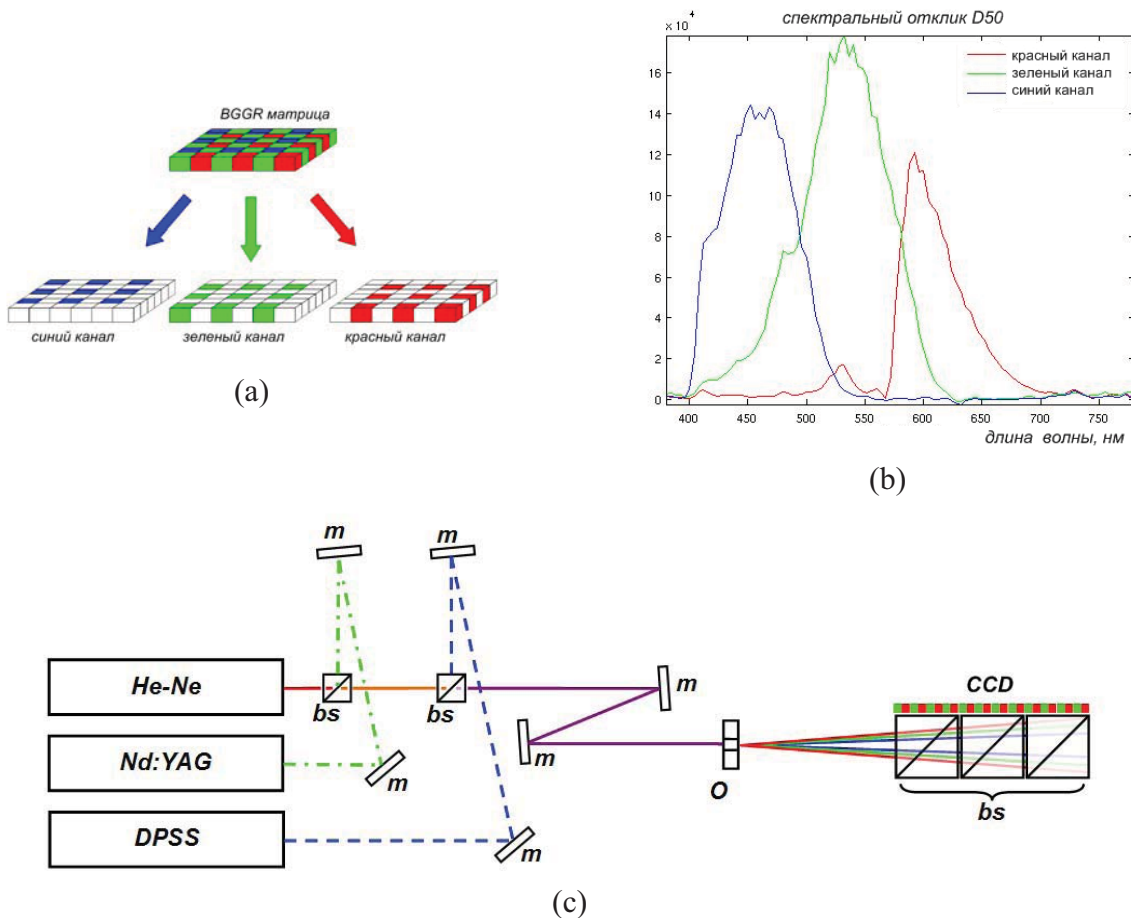 BGGR матрица
синий канал
зеленый канал
красный канал
(a)
спектральный отклик D50
× 10⁴
красный канал
зеленый канал
синий канал
16
14
12
10
8
6
4
2
0
400 450 500 550 600 650 700 750
длина волны, нм
(b)
m
m
He-Ne
bs
bs
m
CCD
Nd:YAG
m
m
O
bs
DPSS
m
(c)